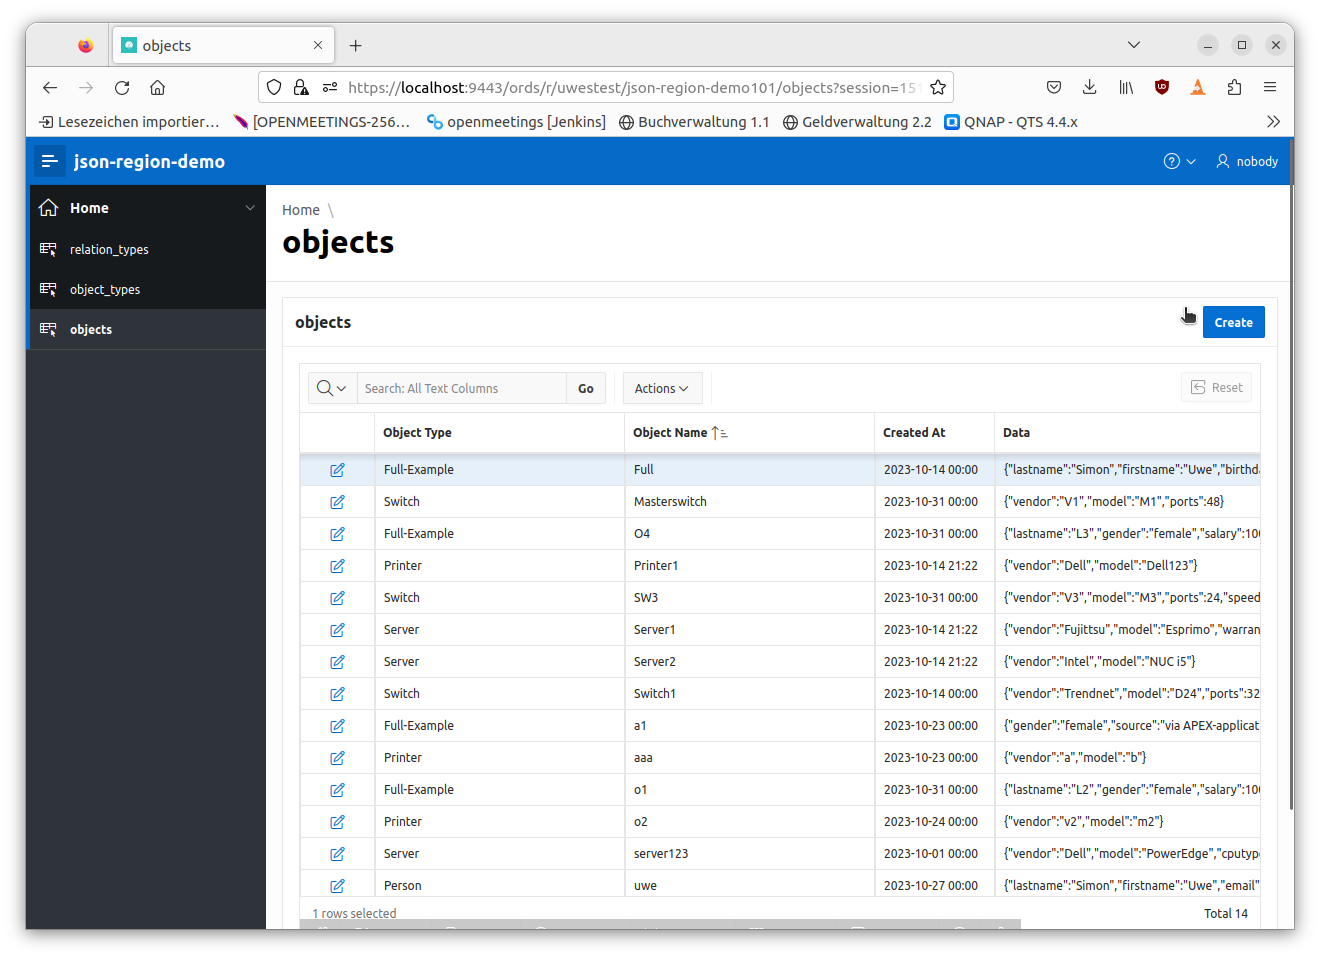 objects
https://localhost:9443/ords/r/uwestest/json-region-demo101/objects?session=151
Lesezeichen importier… [OPENMEETINGS-256… openmeetings [Jenkins] Buchverwaltung 1.1 Geldverwaltung 2.2 QNAP - QTS 4.4.x
json-region-demo nobody
Home
relation_types
object_types
objects
Home \
objects
objects Create
Search: All Text Columns Go Actions Reset
Object Type Object Name Created At Data
Full-Example Full 2023-10-14 00:00 {"lastname":"Simon","firstname":"Uwe","birthda
Switch Masterswitch 2023-10-31 00:00 {"vendor":"V1","model":"M1","ports":48}
Full-Example O4 2023-10-31 00:00 {"lastname":"L3","gender":"female","salary":100
Printer Printer1 2023-10-14 21:22 {"vendor":"Dell","model":"Dell123"}
Switch SW3 2023-10-31 00:00 {"vendor":"V3","model":"M3","ports":24,"speed
Server Server1 2023-10-14 21:22 {"vendor":"Fujittsu","model":"Esprimo","warran
Server Server2 2023-10-14 21:22 {"vendor":"Intel","model":"NUC i5"}
Switch Switch1 2023-10-14 00:00 {"vendor":"Trendnet","model":"D24","ports":32
Full-Example a1 2023-10-23 00:00 {"gender":"female","source":"via APEX-applicat
Printer aaa 2023-10-23 00:00 {"vendor":"a","model":"b"}
Full-Example o1 2023-10-31 00:00 {"lastname":"L2","gender":"female","salary":100
Printer o2 2023-10-24 00:00 {"vendor":"v2","model":"m2"}
Server server123 2023-10-01 00:00 {"vendor":"Dell","model":"PowerEdge","cputype
Person uwe 2023-10-27 00:00 {"lastname":"Simon","firstname":"Uwe","email"
1 rows selected Total 14